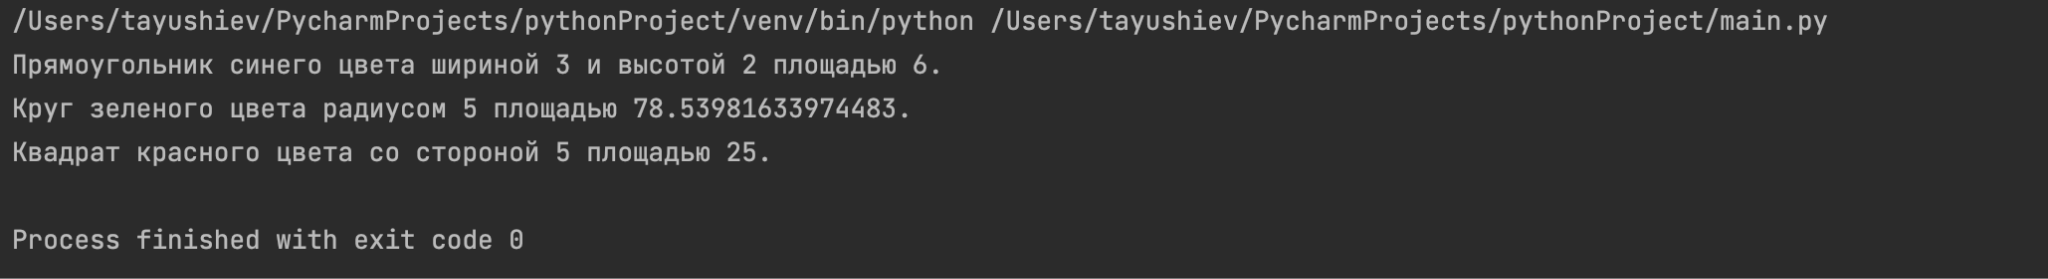 /Users/tayushiev/PycharmProjects/pythonProject/venv/bin/python /Users/tayushiev/PycharmProjects/pythonProject/main.py
Прямоугольник синего цвета шириной 3 и высотой 2 площадью 6.
Круг зеленого цвета радиусом 5 площадью 78.53981633974483.
Квадрат красного цвета со стороной 5 площадью 25.
Process finished with exit code 0